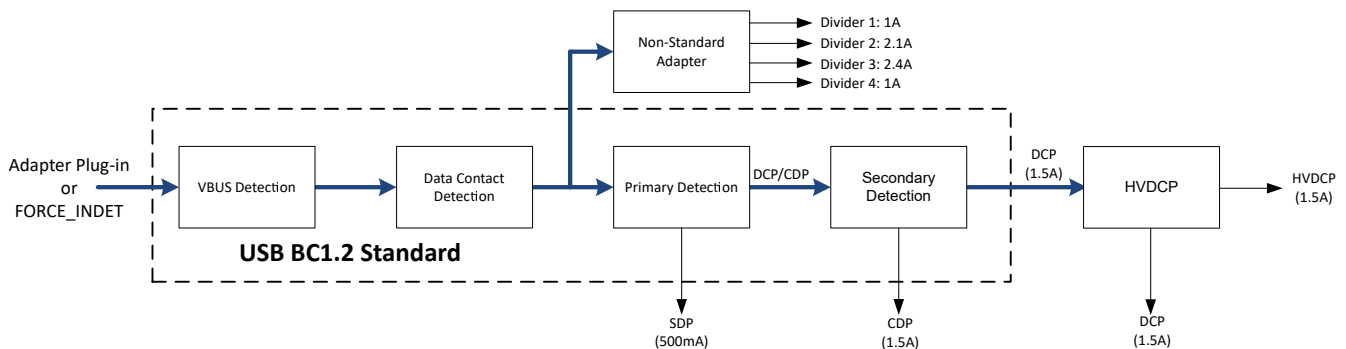 Non-Standard
Adapter
Divider 1: 1A
Divider 2: 2.1A
Divider 3: 2.4A
Divider 4: 1A
Adapter Plug-in
or
FORCE_INDET
VBUS Detection
Data Contact
Detection
Primary Detection
DCP/CDP
Secondary
Detection
DCP
(1.5A)
HVDCP
HVDCP
(1.5A)
USB BC1.2 Standard
SDP
(500mA)
CDP
(1.5A)
DCP
(1.5A)